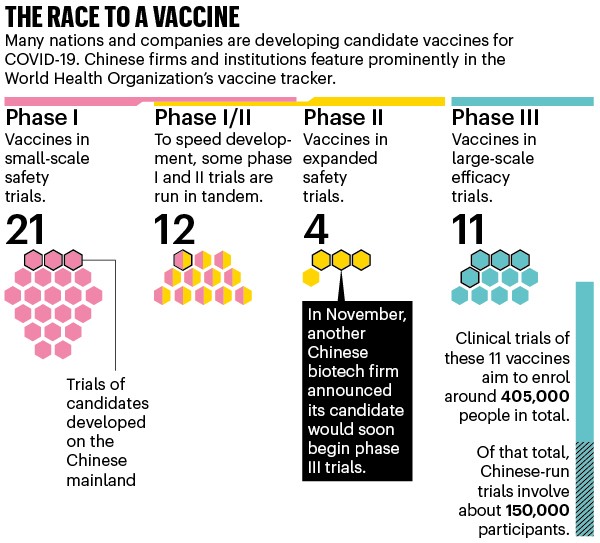 THE RACE TO A VACCINE
Many nations and companies are developing candidate vaccines for
COVID-19. Chinese firms and institutions feature prominently in the
World Health Organization’s vaccine tracker.
Phase I
Vaccines in
small-scale
safety
trials.
21
Trials of
candidates
developed
on the
Chinese
mainland
Phase I/II
To speed develop-
ment, some phase
I and II trials are
run in tandem.
12
Phase II
Vaccines in
expanded
safety
trials.
4
In November,
another
Chinese
biotech firm
announced
its candidate
would soon
begin phase
III trials.
Phase III
Vaccines in
large-scale
efficacy
trials.
11
Clinical trials of
these 11 vaccines
aim to enrol
around 405,000
people in total.
Of that total,
Chinese-run
trials involve
about 150,000
participants.